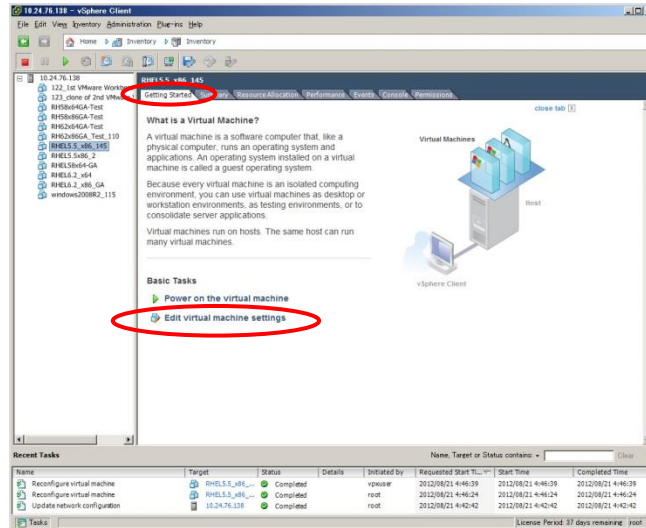 10.24.76.138 - vSphere Client
File Edit View Inventory Administration Plug-ins Help
Home Inventory Inventory
10.24.76.138
122_1st VMware Workben
123_clone of 2nd VMware
RH58x64GA-Test
RH58x86GA-Test
RH62x64GA-Test
RH62x86GA_Test_110
RHEL5.5_x86_145
RHEL5.5x86_2
RHEL58x64-GA
RHEL6.2_x64
RHEL6.2_x86_GA
windows2008R2_115
RHEL5.5_x86_145
Getting Started Summary Resource Allocation Performance Events Console Permissions
close tab
What is a Virtual Machine?
A virtual machine is a software computer that, like a
physical computer, runs an operating system and
applications. An operating system installed on a virtual
machine is called a guest operating system.
Because every virtual machine is an isolated computing
environment, you can use virtual machines as desktop or
workstation environments, as testing environments, or to
consolidate server applications.
Virtual machines run on hosts. The same host can run
many virtual machines.
Virtual Machines
Host
vSphere Client
Basic Tasks
Power on the virtual machine
Edit virtual machine settings
Recent Tasks
Name, Target or Status contains: Clear
Name Target Status Details Initiated by Requested Start Ti... Start Time Completed Time
Reconfigure virtual machine RHEL5.5_x86_... Completed vpxuser 2012/08/21 4:46:39 2012/08/21 4:46:39 2012/08/21 4:46:39
Reconfigure virtual machine RHEL5.5_x86_... Completed root 2012/08/21 4:46:24 2012/08/21 4:46:24 2012/08/21 4:46:24
Update network configuration 10.24.76.138 Completed root 2012/08/21 4:42:42 2012/08/21 4:42:42 2012/08/21 4:42:42
Tasks License Period: 37 days remaining root